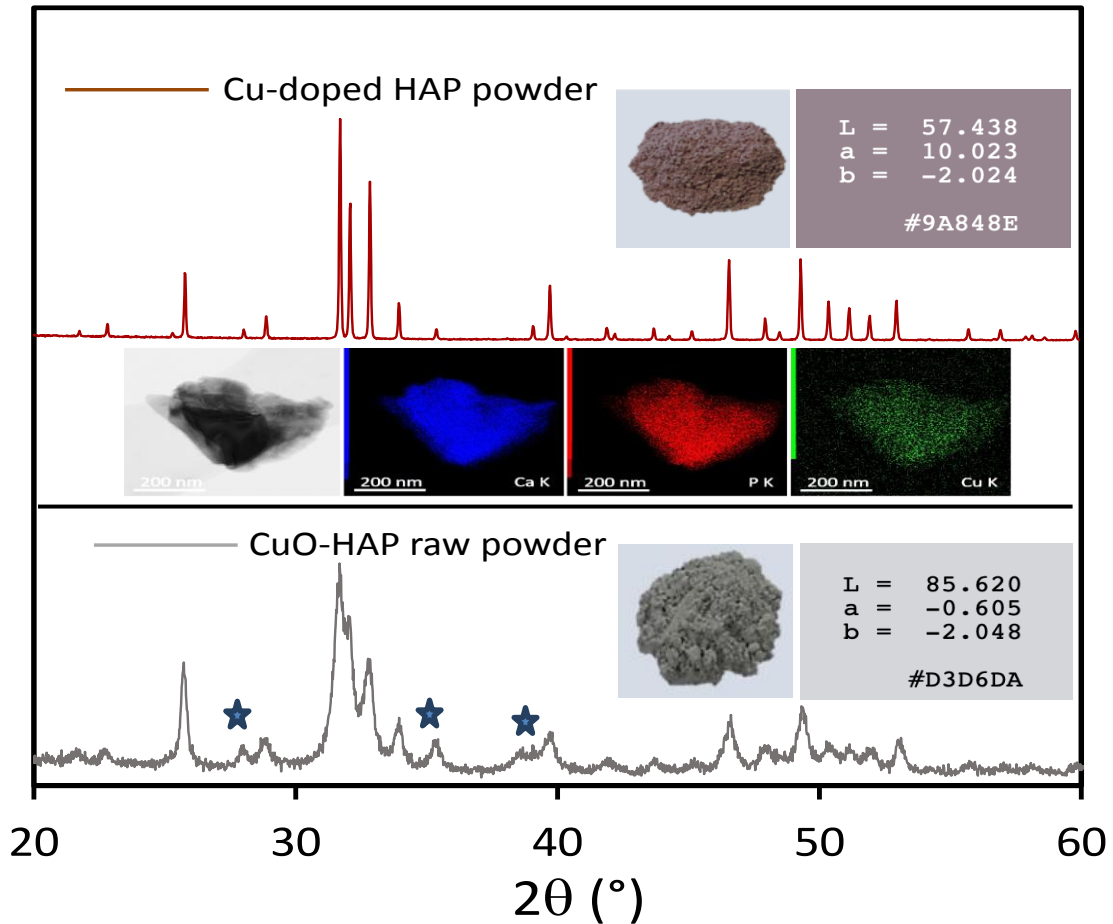 Cu-doped HAP powder
L = 57.438
a = 10.023
b = -2.024
#9A848E
200 nm
200 nm Ca K
200 nm P K
200 nm Cu K
CuO-HAP raw powder
L = 85.620
a = -0.605
b = -2.048
#D3D6DA
20 30 40 50 60
2θ (°)